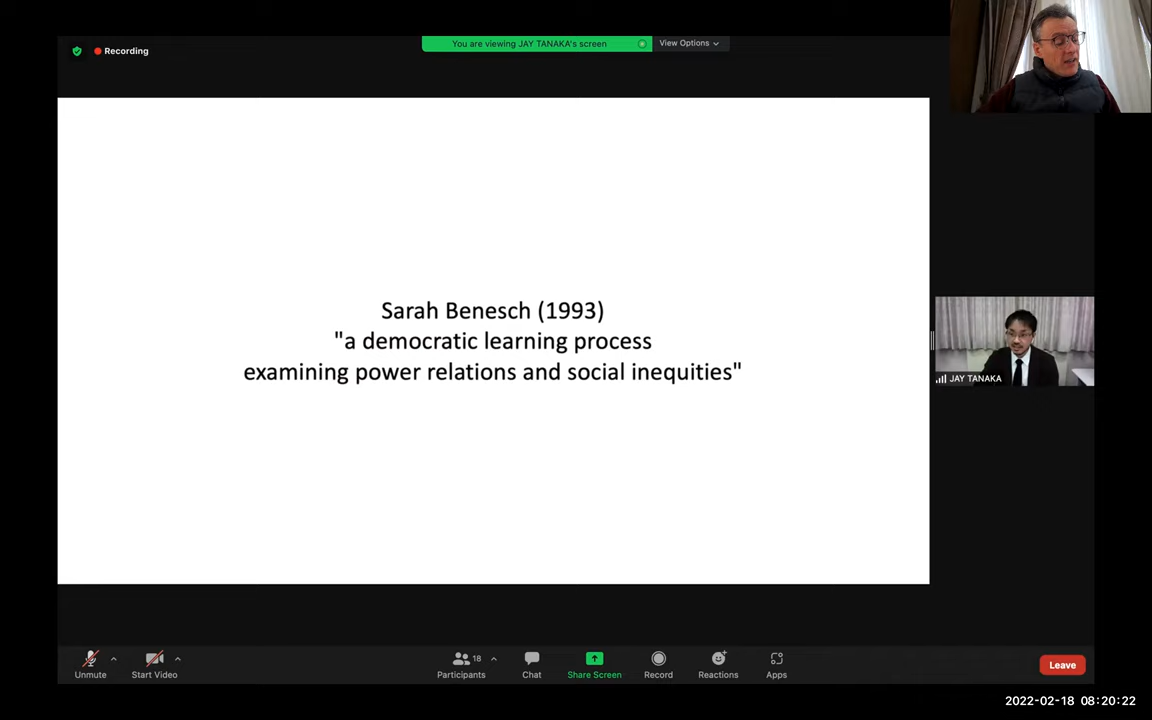 Recording
You are viewing JAY TANAKA's screen
View Options
Sarah Benesch (1993)
"a democratic learning process
examining power relations and social inequities"
JAY TANAKA
Unmute
Start Video
18
Participants
Chat
Share Screen
Record
Reactions
Apps
Leave
2022-02-18 08:20:22